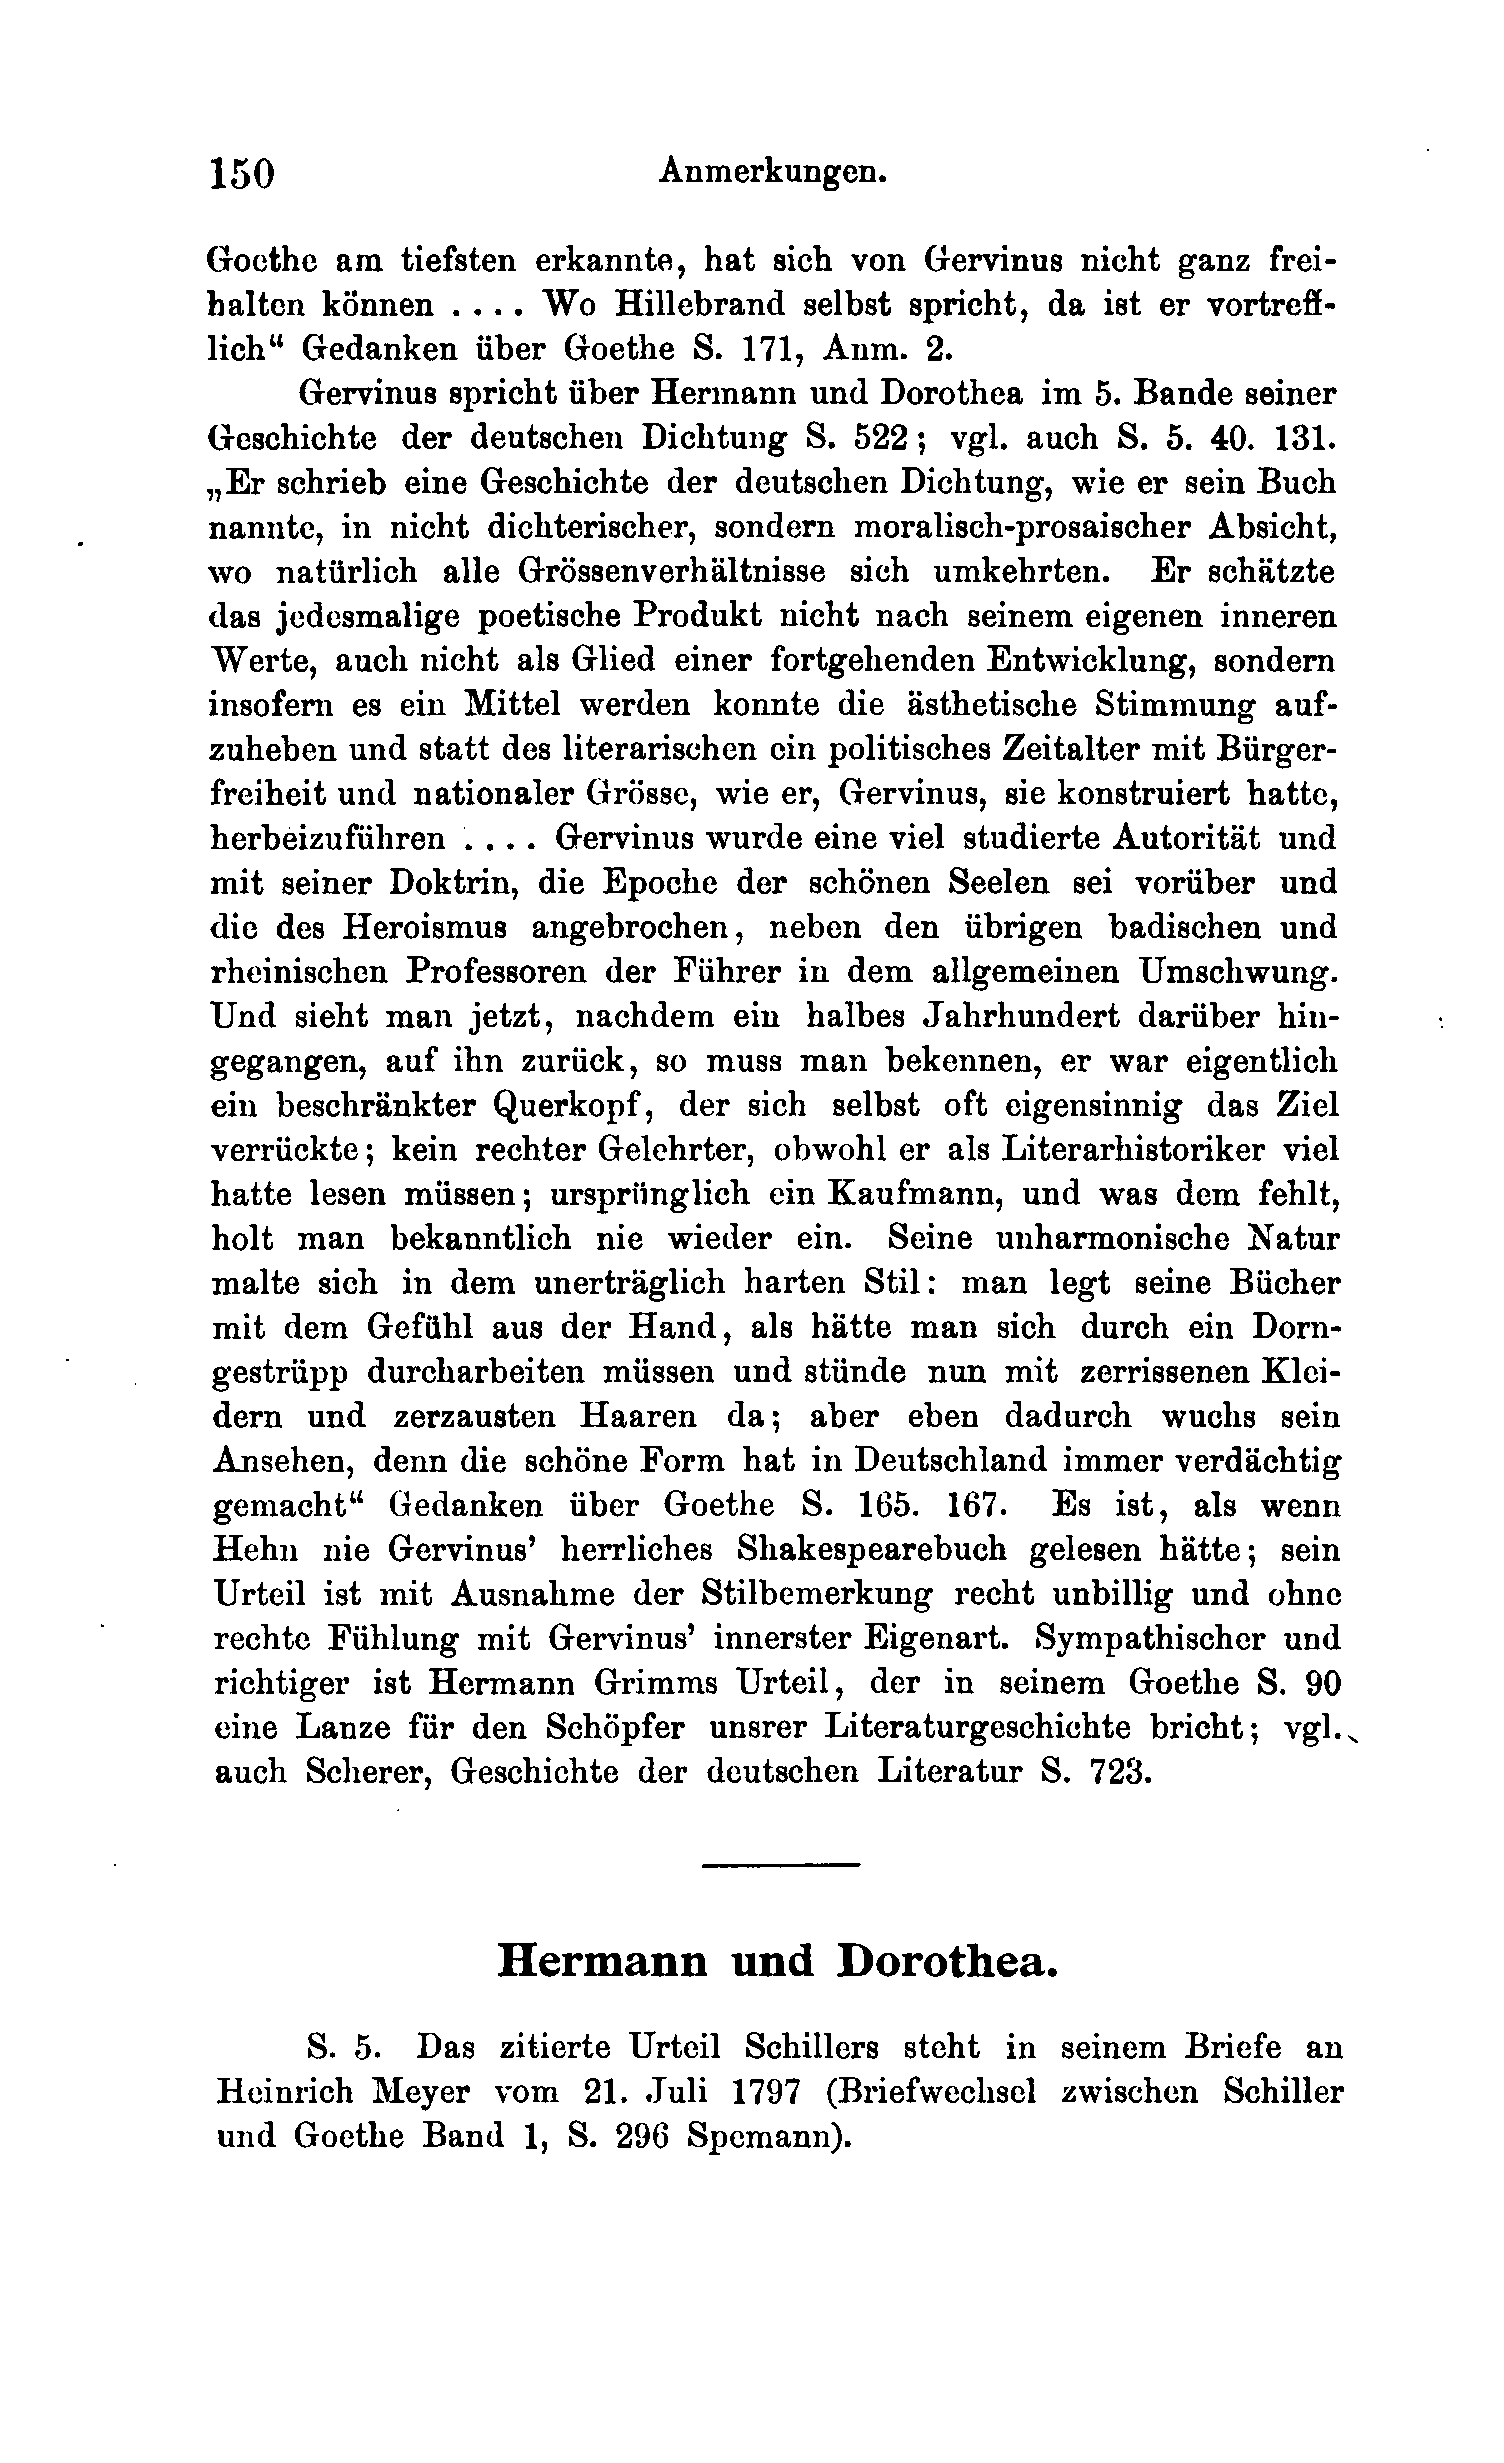 150
Anmerkungen.
Goethe am tiefsten erkannte, hat sich von Gervinus nicht ganz frei-
halten können . . . . Wo Hillebrand selbst spricht, da ist er vortreff-
lich“ Gedanken über Goethe S. 171, Anm. 2.
Gervinus spricht über Hermann und Dorothea im 5. Bande seiner
Geschichte der deutschen Dichtung S. 522; vgl. auch S. 5. 40. 131.
„Er schrieb eine Geschichte der deutschen Dichtung, wie er sein Buch
nannte, in nicht dichterischer, sondern moralisch-prosaischer Absicht,
wo natürlich alle Grössenverhältnisse sich umkehrten. Er schätzte
das jedesmalige poetische Produkt nicht nach seinem eigenen inneren
Werte, auch nicht als Glied einer fortgehenden Entwicklung, sondern
insofern es ein Mittel werden konnte die ästhetische Stimmung auf-
zuheben und statt des literarischen ein politisches Zeitalter mit Bürger-
freiheit und nationaler Grösse, wie er, Gervinus, sie konstruiert hatte,
herbeizuführen . . . . Gervinus wurde eine viel studierte Autorität und
mit seiner Doktrin, die Epoche der schönen Seelen sei vorüber und
die des Heroismus angebrochen, neben den übrigen badischen und
rheinischen Professoren der Führer in dem allgemeinen Umschwung.
Und sieht man jetzt, nachdem ein halbes Jahrhundert darüber hin-
gegangen, auf ihn zurück, so muss man bekennen, er war eigentlich
ein beschränkter Querkopf, der sich selbst oft eigensinnig das Ziel
verrückte; kein rechter Gelehrter, obwohl er als Literarhistoriker viel
hatte lesen müssen; ursprünglich ein Kaufmann, und was dem fehlt,
holt man bekanntlich nie wieder ein. Seine unharmonische Natur
malte sich in dem unerträglich harten Stil: man legt seine Bücher
mit dem Gefühl aus der Hand, als hätte man sich durch ein Dorn-
gestrüpp durcharbeiten müssen und stünde nun mit zerrissenen Klei-
dern und zerzausten Haaren da; aber eben dadurch wuchs sein
Ansehen, denn die schöne Form hat in Deutschland immer verdächtig
gemacht“ Gedanken über Goethe S. 165. 167. Es ist, als wenn
Hehn nie Gervinus’ herrliches Shakespearebuch gelesen hätte; sein
Urteil ist mit Ausnahme der Stilbemerkung recht unbillig und ohne
rechte Fühlung mit Gervinus’ innerster Eigenart. Sympathischer und
richtiger ist Hermann Grimms Urteil, der in seinem Goethe S. 90
eine Lanze für den Schöpfer unsrer Literaturgeschichte bricht; vgl.
auch Scherer, Geschichte der deutschen Literatur S. 723.
Hermann und Dorothea.
S. 5. Das zitierte Urteil Schillers steht in seinem Briefe an
Heinrich Meyer vom 21. Juli 1797 (Briefwechsel zwischen Schiller
und Goethe Band 1, S. 296 Spemann).